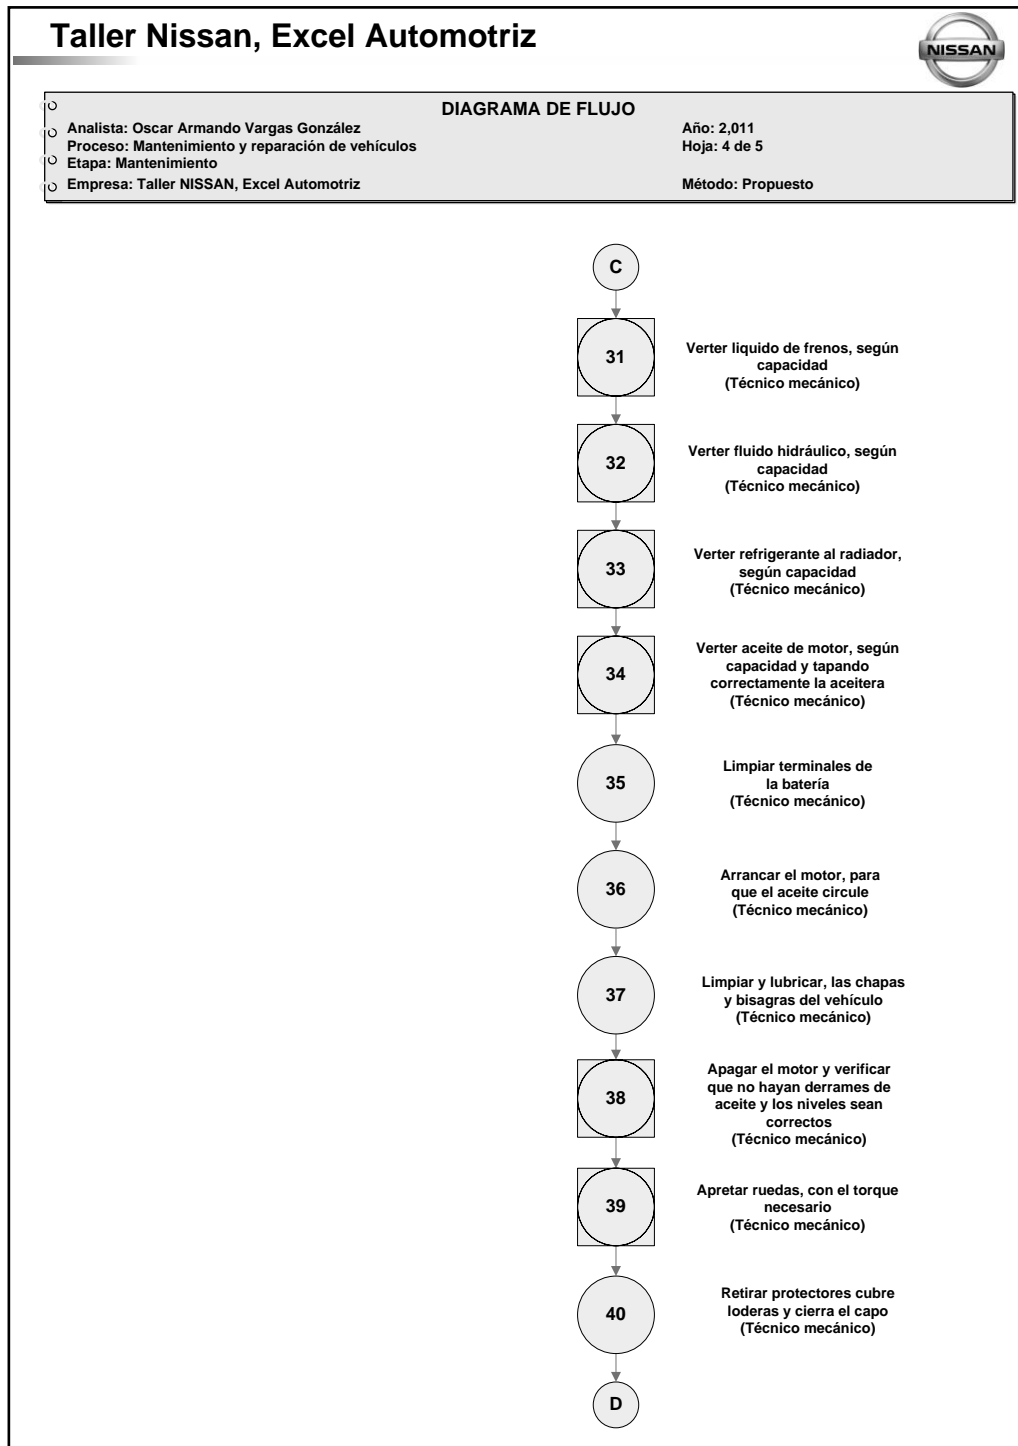 Taller Nissan, Excel Automotriz
NISSAN
DIAGRAMA DE FLUJO
Analista: Oscar Armando Vargas González
Año: 2,011
Proceso: Mantenimiento y reparación de vehículos
Hoja: 4 de 5
Etapa: Mantenimiento
Empresa: Taller NISSAN, Excel Automotriz
Método: Propuesto
C
31
Verter liquido de frenos, según
capacidad
(Técnico mecánico)
32
Verter fluido hidráulico, según
capacidad
(Técnico mecánico)
33
Verter refrigerante al radiador,
según capacidad
(Técnico mecánico)
34
Verter aceite de motor, según
capacidad y tapando
correctamente la aceitera
(Técnico mecánico)
35
Limpiar terminales de
la batería
(Técnico mecánico)
36
Arrancar el motor, para
que el aceite circule
(Técnico mecánico)
37
Limpiar y lubricar, las chapas
y bisagras del vehículo
(Técnico mecánico)
38
Apagar el motor y verificar
que no hayan derrames de
aceite y los niveles sean
correctos
(Técnico mecánico)
39
Apretar ruedas, con el torque
necesario
(Técnico mecánico)
40
Retirar protectores cubre
loderas y cierra el capo
(Técnico mecánico)
D